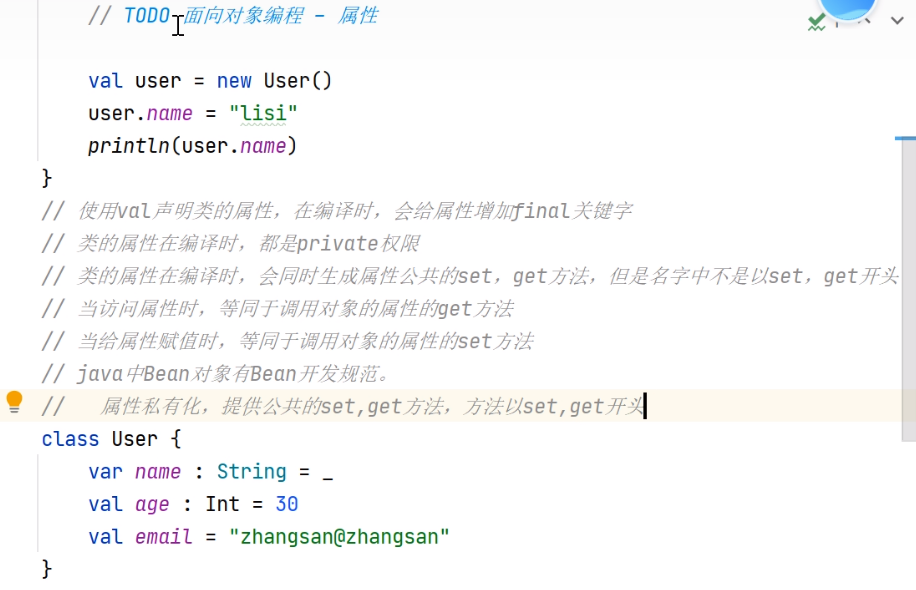 // TODO 面向对象编程 - 属性
val user = new User()
user.name = "lisi"
println(user.name)
}
// 使用val声明类的属性，在编译时，会给属性增加final关键字
// 类的属性在编译时，都是private权限
// 类的属性在编译时，会同时生成属性公共的set，get方法，但是名字中不是以set，get开头
// 当访问属性时，等同于调用对象的属性的get方法
// 当给属性赋值时，等同于调用对象的属性的set方法
// java中Bean对象有Bean开发规范。
//   属性私有化，提供公共的set,get方法，方法以set,get开头
class User {
var name : String = _
val age : Int = 30
val email = "zhangsan@zhangsan"
}